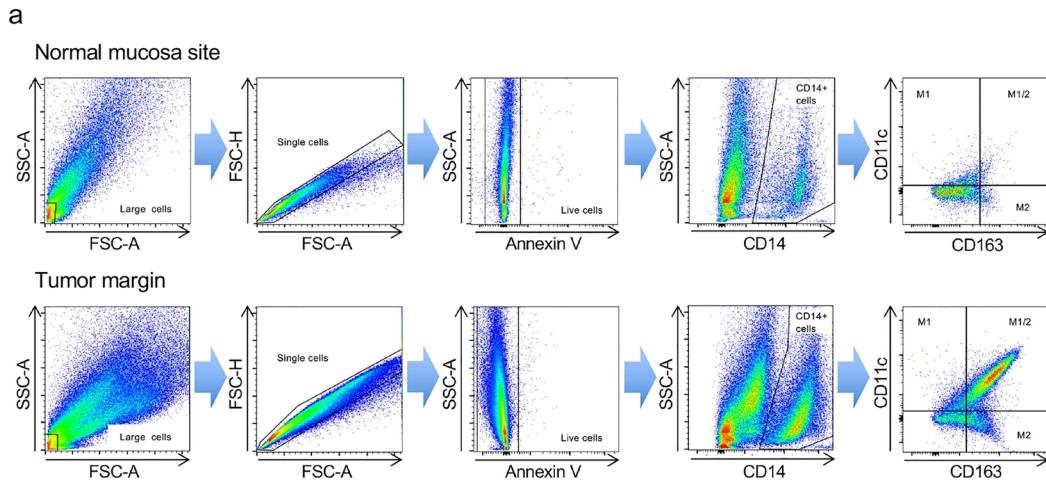 a
Normal mucosa site
SSC-A
Large cells
FSC-A
FSC-H
Single cells
FSC-A
SSC-A
Live cells
Annexin V
SSC-A
CD14+
cells
CD14
CD11c
M1
M1/2
M2
CD163
Tumor margin
SSC-A
Large cells
FSC-A
FSC-H
Single cells
FSC-A
SSC-A
Live cells
Annexin V
SSC-A
CD14+
cells
CD14
CD11c
M1
M1/2
M2
CD163